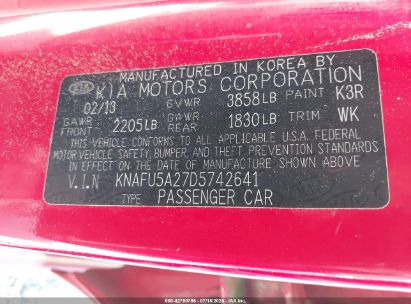 MANUFACTURED IN KOREA BY
KIA KIA MOTORS CORPORATION
02/13 GVWR 3858LB PAINT K3R
GAWR FRONT 2205LB GAWR REAR 1830LB TRIM WK
THIS VEHICLE CONFORMS TO ALL APPLICABLE U.S.A. FEDERAL
MOTOR VEHICLE SAFETY, BUMPER, AND THEFT PREVENTION STANDARDS
IN EFFECT ON THE DATE OF MANUFACTURE SHOWN ABOVE
V.I.N KNAFU5A27D5742641
TYPE PASSENGER CAR